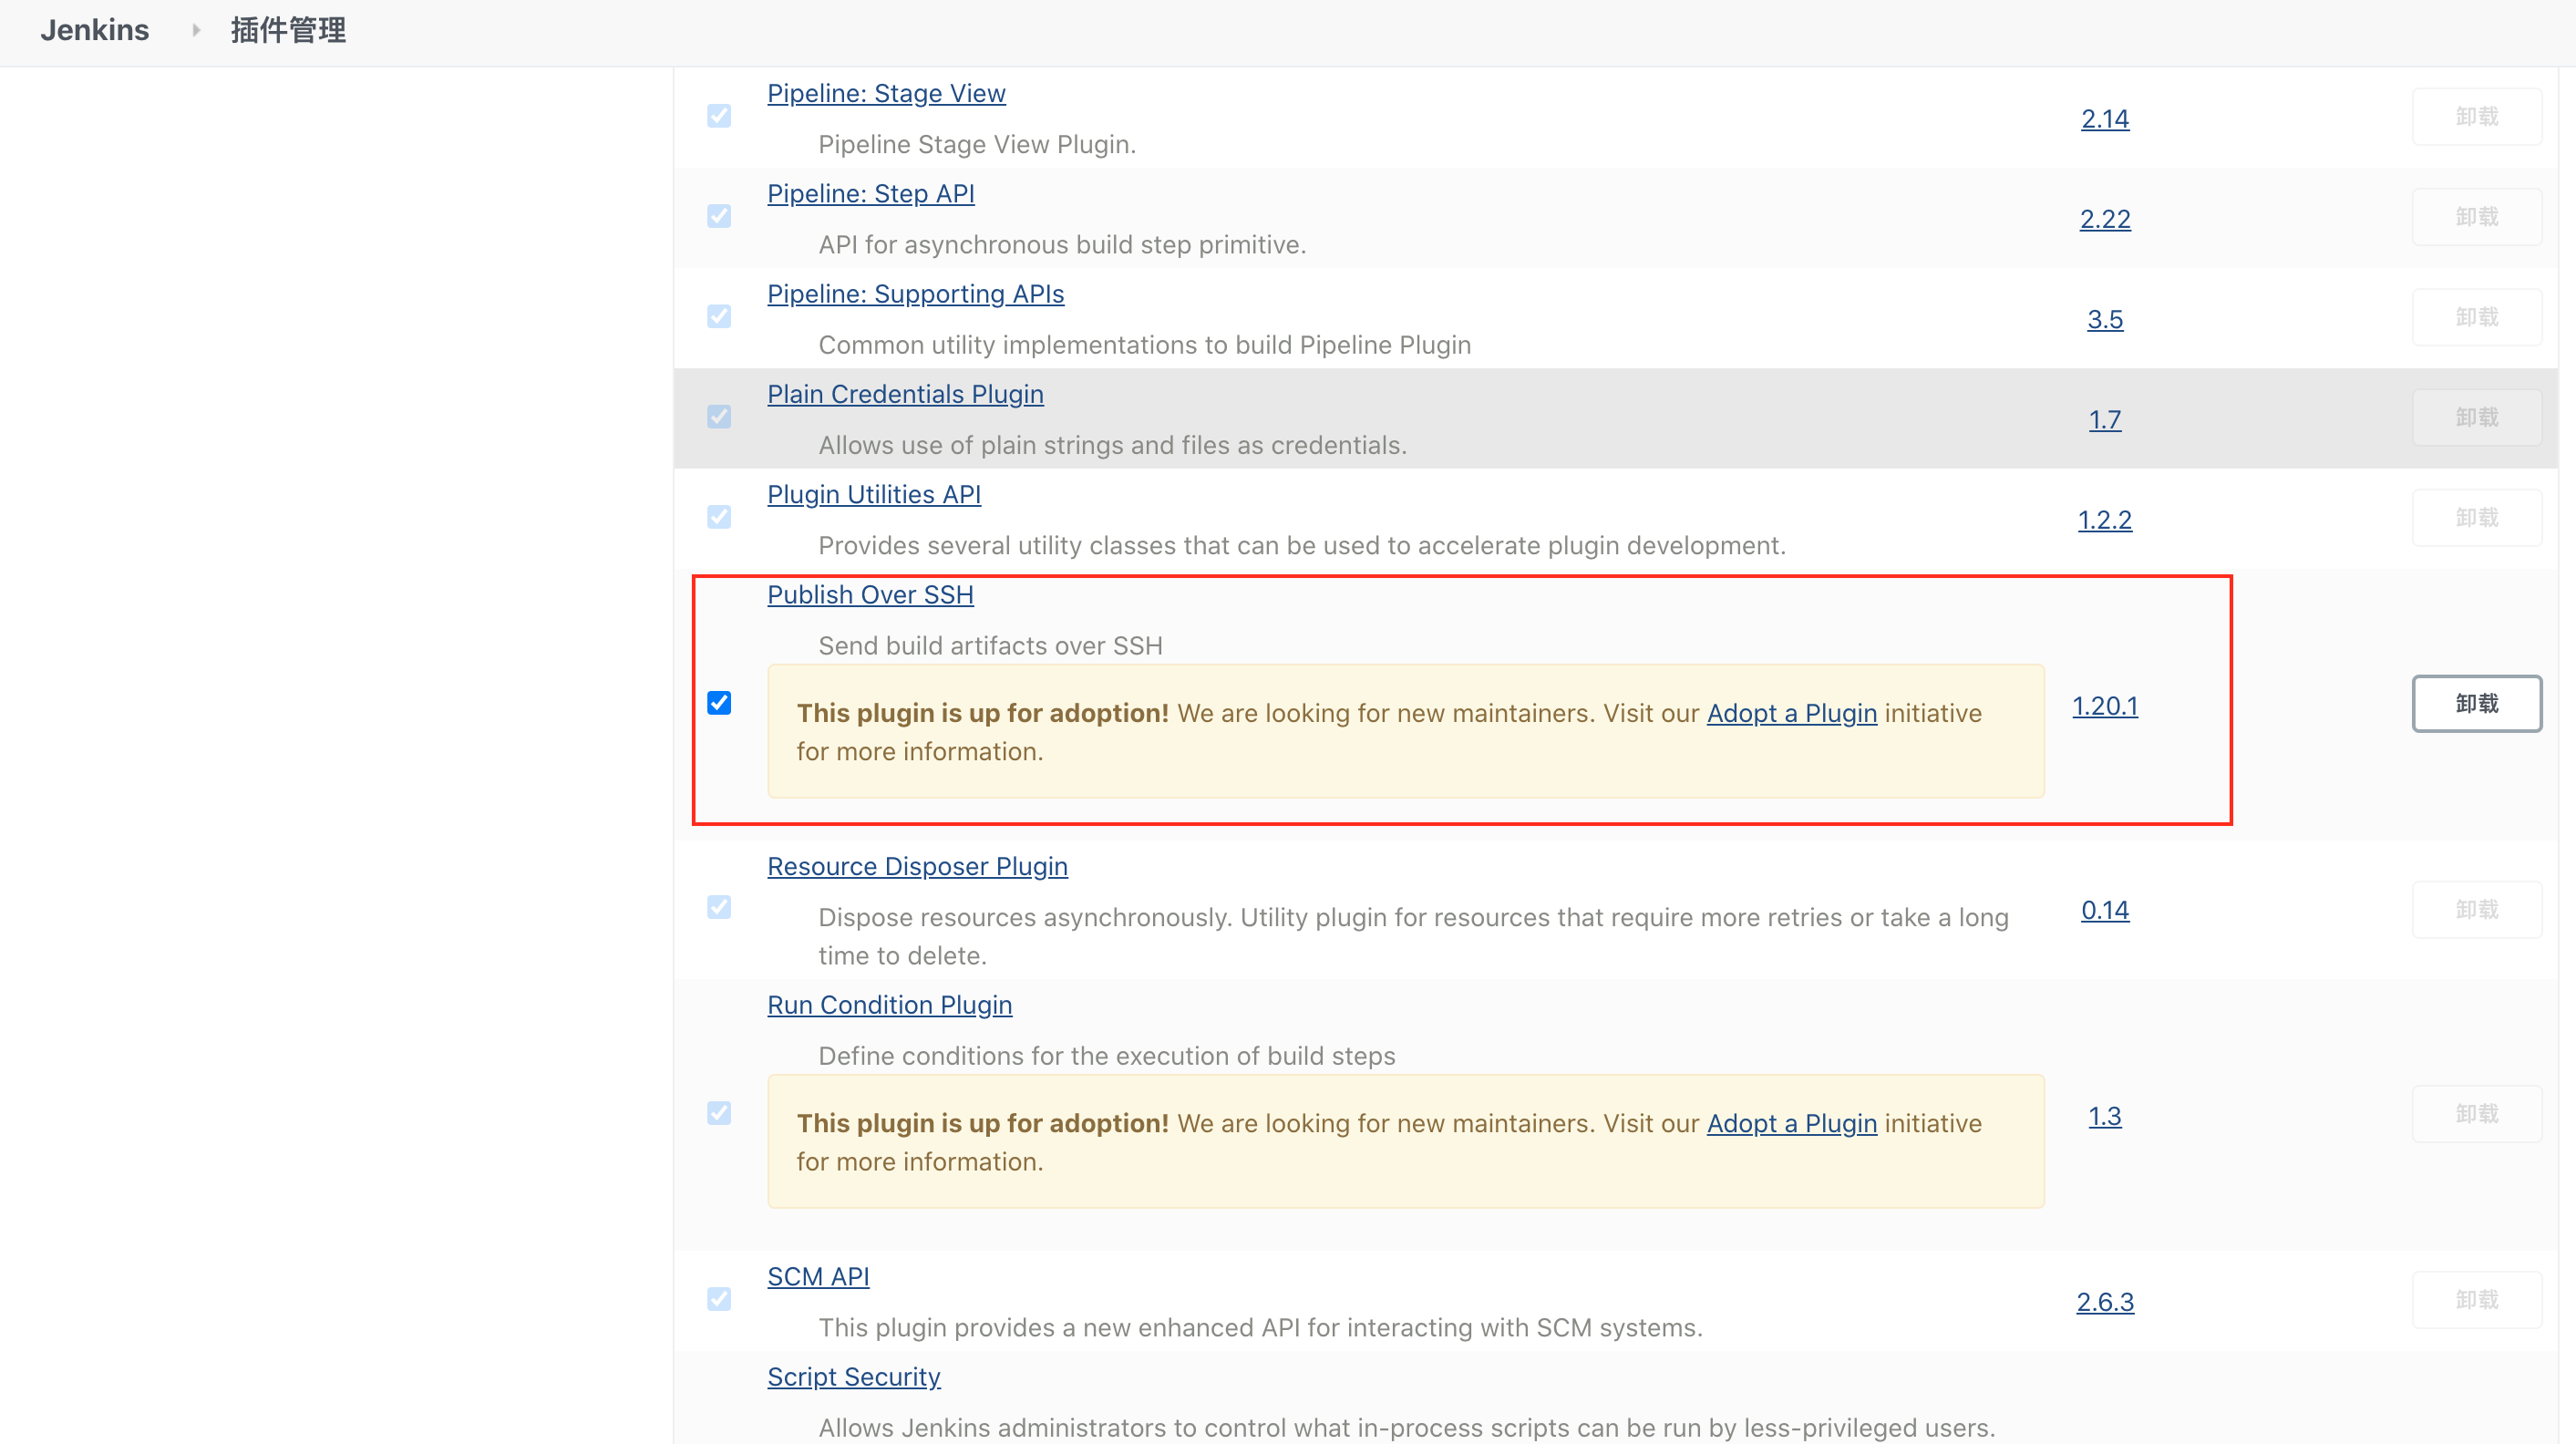 Jenkins 插件管理
Pipeline: Stage View
Pipeline Stage View Plugin.
2.14
卸载
Pipeline: Step API
API for asynchronous build step primitive.
2.22
卸载
Pipeline: Supporting APIs
Common utility implementations to build Pipeline Plugin
3.5
卸载
Plain Credentials Plugin
Allows use of plain strings and files as credentials.
1.7
卸载
Plugin Utilities API
Provides several utility classes that can be used to accelerate plugin development.
1.2.2
卸载
Publish Over SSH
Send build artifacts over SSH
This plugin is up for adoption! We are looking for new maintainers. Visit our Adopt a Plugin initiative
for more information.
1.20.1
卸载
Resource Disposer Plugin
Dispose resources asynchronously. Utility plugin for resources that require more retries or take a long
time to delete.
0.14
卸载
Run Condition Plugin
Define conditions for the execution of build steps
This plugin is up for adoption! We are looking for new maintainers. Visit our Adopt a Plugin initiative
for more information.
1.3
卸载
SCM API
This plugin provides a new enhanced API for interacting with SCM systems.
2.6.3
卸载
Script Security
Allows Jenkins administrators to control what in-process scripts can be run by less-privileged users.